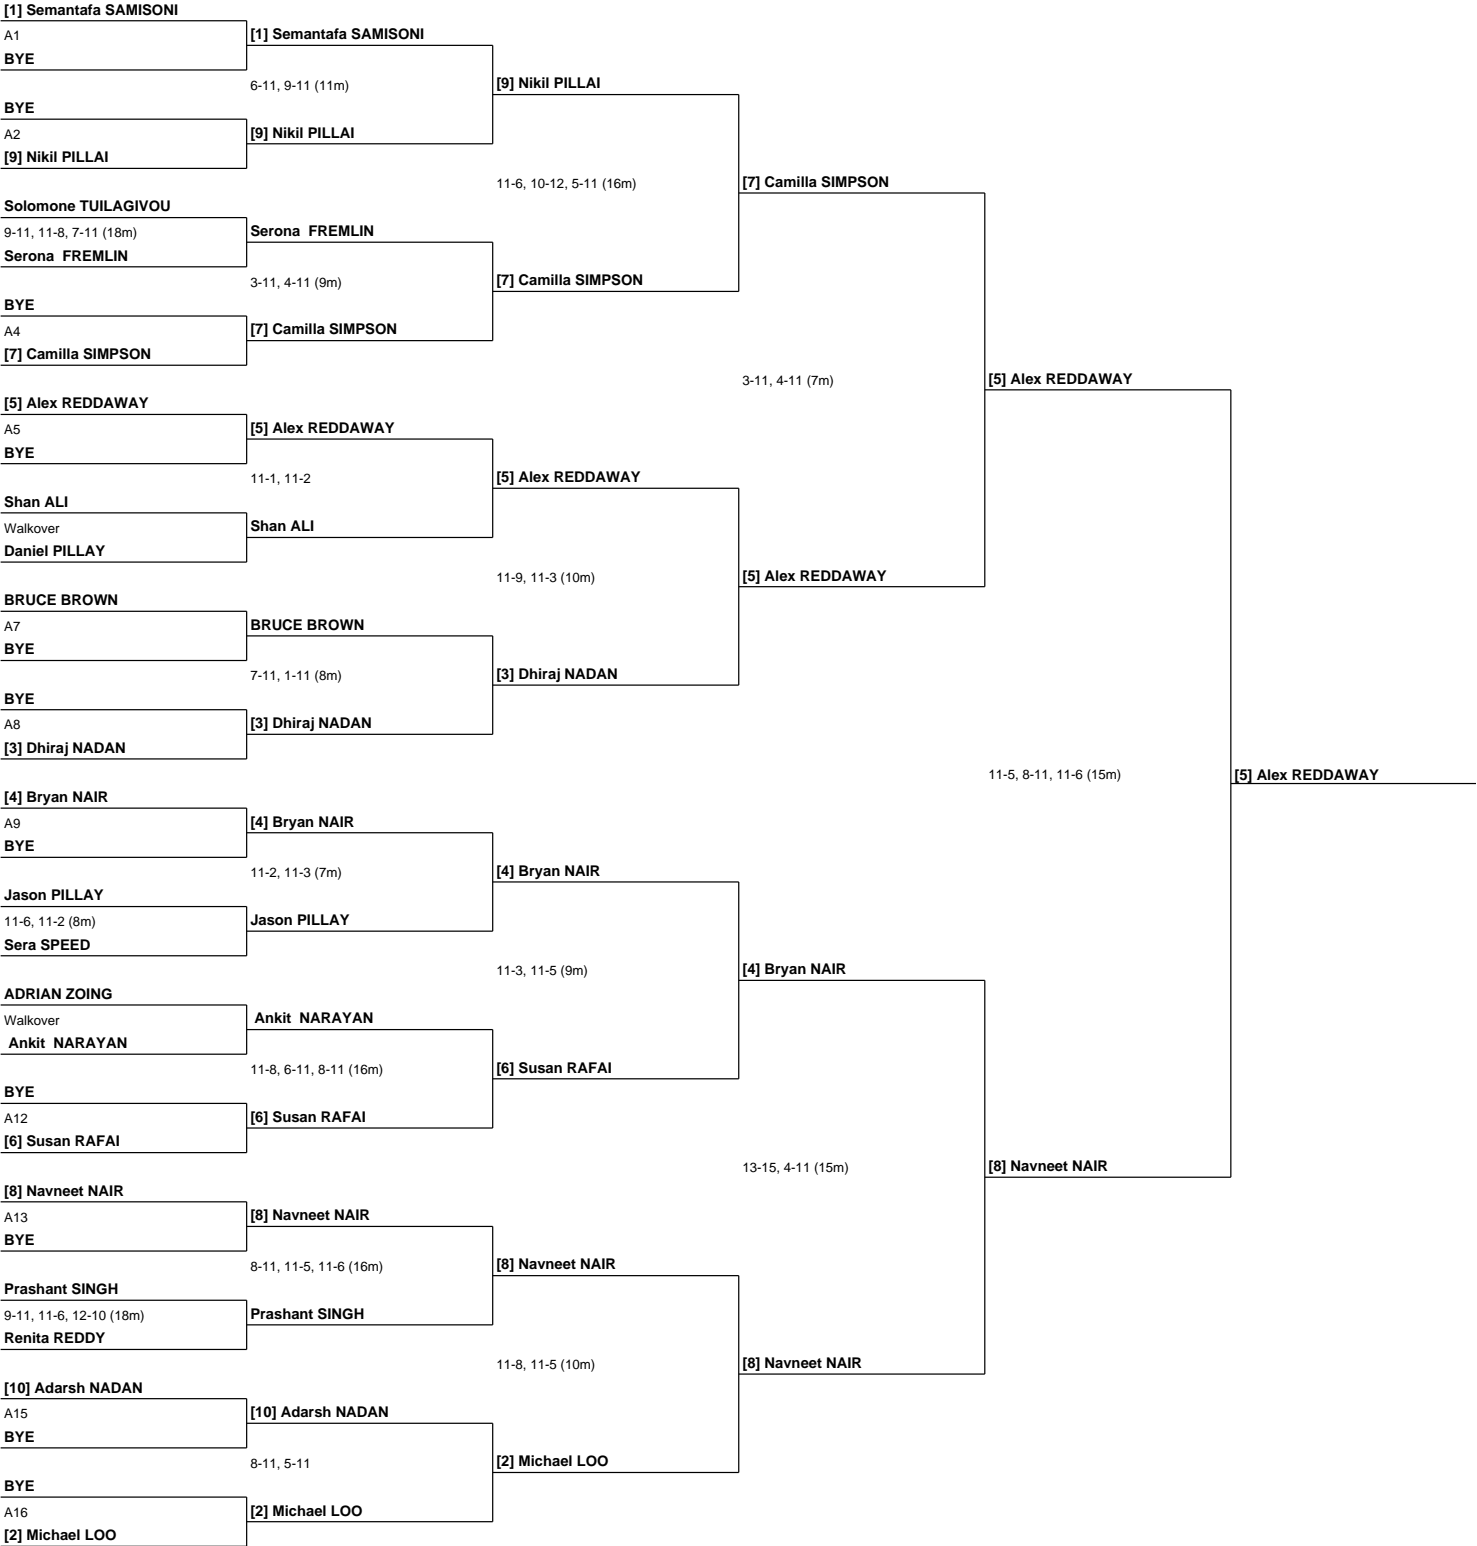 [1] Semantafa SAMISONI
A1
BYE
BYE
A2
[9] Nikil PILLAI
Solomone TUILAGIVOU
9-11, 11-8, 7-11 (18m)
Serona  FREMLIN
BYE
A4
[7] Camilla SIMPSON
[5] Alex REDDAWAY
A5
BYE
Shan ALI
Walkover
Daniel PILLAY
BRUCE BROWN
A7
BYE
BYE
A8
[3] Dhiraj NADAN
[4] Bryan NAIR
A9
BYE
Jason PILLAY
11-6, 11-2 (8m)
Sera SPEED
ADRIAN ZOING
Walkover
Ankit  NARAYAN
BYE
A12
[6] Susan RAFAI
[8] Navneet NAIR
A13
BYE
Prashant SINGH
9-11, 11-6, 12-10 (18m)
Renita REDDY
[10] Adarsh NADAN
A15
BYE
BYE
A16
[2] Michael LOO
[1] Semantafa SAMISONI
6-11, 9-11 (11m)
[9] Nikil PILLAI
Serona  FREMLIN
3-11, 4-11 (9m)
[7] Camilla SIMPSON
[5] Alex REDDAWAY
11-1, 11-2
Shan ALI
BRUCE BROWN
7-11, 1-11 (8m)
[3] Dhiraj NADAN
[4] Bryan NAIR
11-2, 11-3 (7m)
Jason PILLAY
Ankit  NARAYAN
11-8, 6-11, 8-11 (16m)
[6] Susan RAFAI
[8] Navneet NAIR
8-11, 11-5, 11-6 (16m)
Prashant SINGH
[10] Adarsh NADAN
8-11, 5-11
[2] Michael LOO
[9] Nikil PILLAI
11-6, 10-12, 5-11 (16m)
[7] Camilla SIMPSON
[5] Alex REDDAWAY
11-9, 11-3 (10m)
[3] Dhiraj NADAN
[4] Bryan NAIR
11-3, 11-5 (9m)
[6] Susan RAFAI
[8] Navneet NAIR
11-8, 11-5 (10m)
[2] Michael LOO
[7] Camilla SIMPSON
3-11, 4-11 (7m)
[5] Alex REDDAWAY
[4] Bryan NAIR
13-15, 4-11 (15m)
[8] Navneet NAIR
[5] Alex REDDAWAY
11-5, 8-11, 11-6 (15m)
[8] Navneet NAIR
[5] Alex REDDAWAY